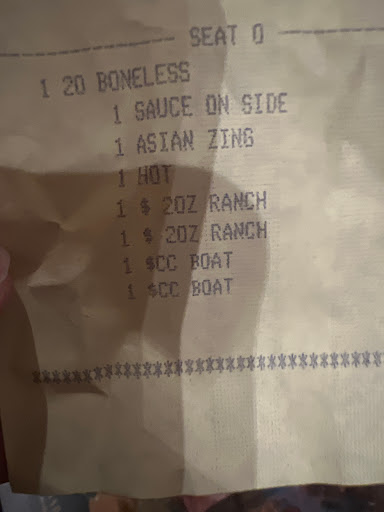 SEAT 0
1 20 BONELESS
1 SAUCE ON SIDE
1 ASIAN ZING
1 HOT
1 $ 2OZ RANCH
1 $ 2OZ RANCH
1 $CC BOAT
1 $CC BOAT
****************************************